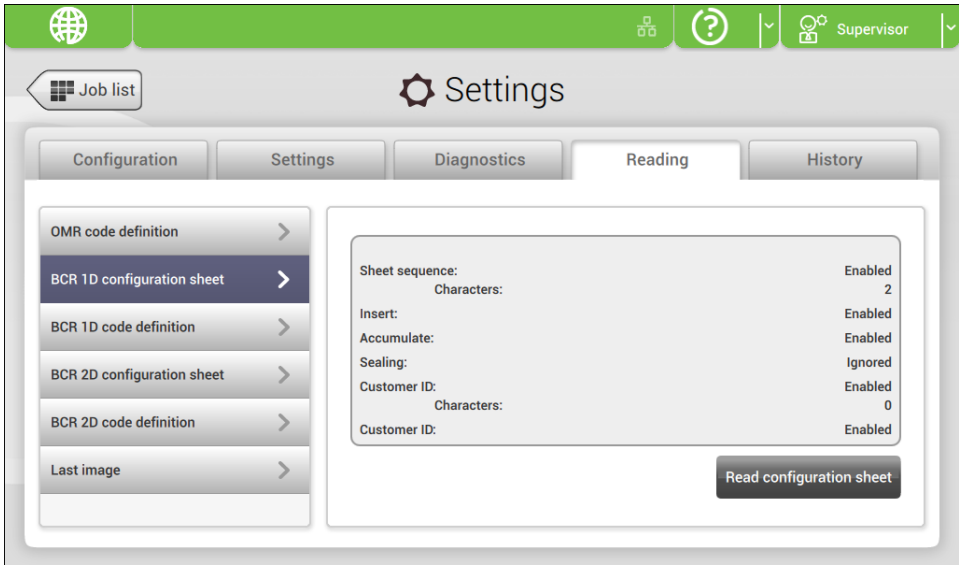 Supervisor
Job list
Settings
Configuration Settings Diagnostics Reading History
OMR code definition
BCR 1D configuration sheet
BCR 1D code definition
BCR 2D configuration sheet
BCR 2D code definition
Last image
Sheet sequence: Enabled
Characters: 2
Insert: Enabled
Accumulate: Enabled
Sealing: Ignored
Customer ID: Enabled
Characters: 0
Customer ID: Enabled
Read configuration sheet